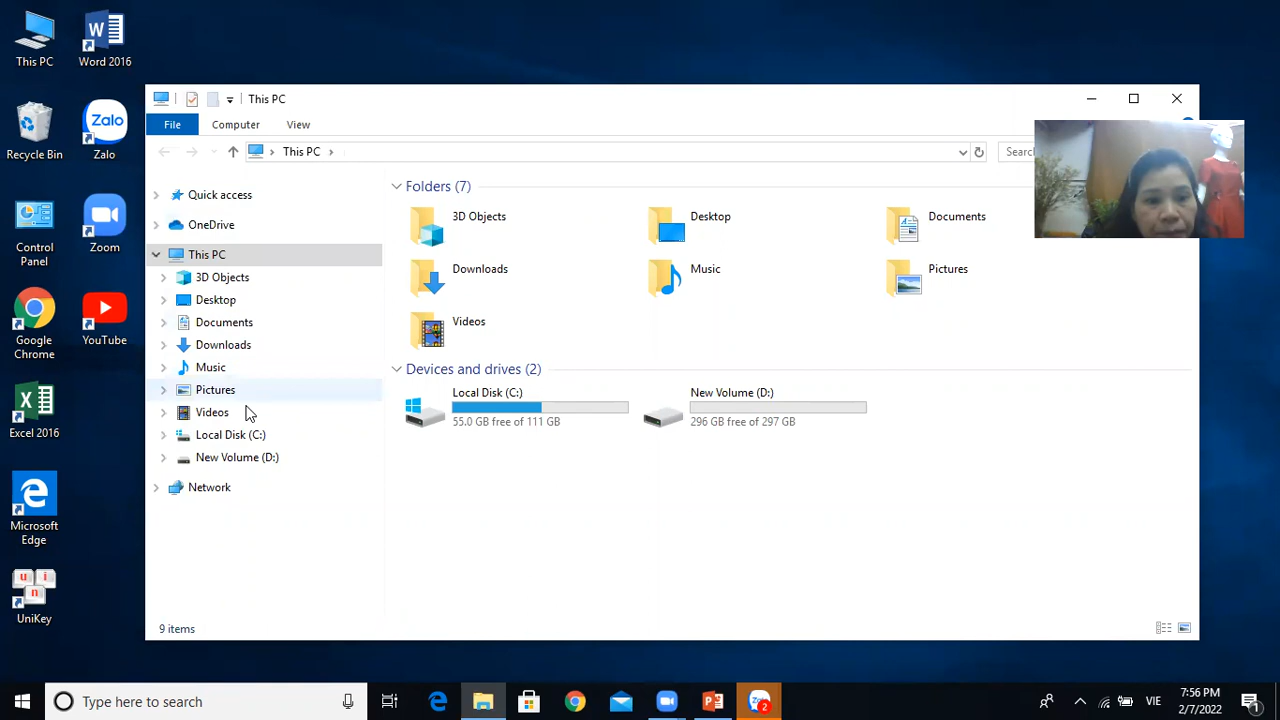 This PC
Word 2016
Recycle Bin
Zalo
Control
Panel
Zoom
Google
Chrome
YouTube
Excel 2016
Microsoft
Edge
u i
n
UniKey
This PC
File
Computer
View
This PC
Search
Quick access
OneDrive
This PC
3D Objects
Desktop
Documents
Downloads
Music
Pictures
Videos
Local Disk (C:)
New Volume (D:)
Network
Folders (7)
3D Objects
Desktop
Documents
Downloads
Music
Pictures
Videos
Devices and drives (2)
Local Disk (C:)
55.0 GB free of 111 GB
New Volume (D:)
296 GB free of 297 GB
9 items
Type here to search
2
VIE
7:56 PM
2/7/2022
1